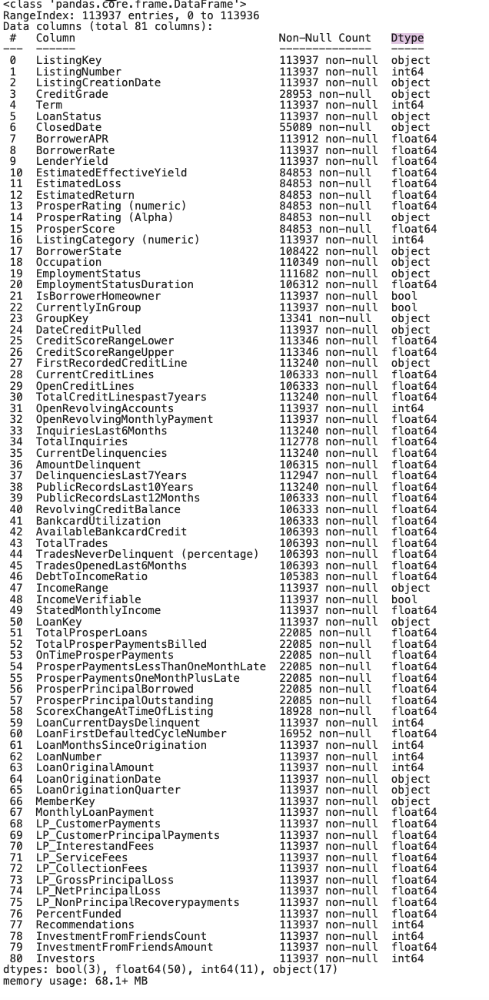 <class 'pandas.core.frame.DataFrame'>
RangeIndex: 113937 entries, 0 to 113936
Data columns (total 81 columns):
 #   Column                              Non-Null Count   Dtype
---  ------                              --------------   -----
 0   ListingKey                          113937 non-null  object
 1   ListingNumber                       113937 non-null  int64
 2   ListingCreationDate                 113937 non-null  object
 3   CreditGrade                         28953 non-null   object
 4   Term                                113937 non-null  int64
 5   LoanStatus                          113937 non-null  object
 6   ClosedDate                          55089 non-null   object
 7   BorrowerAPR                         113912 non-null  float64
 8   BorrowerRate                        113937 non-null  float64
 9   LenderYield                         113937 non-null  float64
 10  EstimatedEffectiveYield             84853 non-null   float64
 11  EstimatedLoss                       84853 non-null   float64
 12  EstimatedReturn                     84853 non-null   float64
 13  ProsperRating (numeric)             84853 non-null   float64
 14  ProsperRating (Alpha)               84853 non-null   object
 15  ProsperScore                        84853 non-null   float64
 16  ListingCategory (numeric)           113937 non-null  int64
 17  BorrowerState                       108422 non-null  object
 18  Occupation                          110349 non-null  object
 19  EmploymentStatus                    111682 non-null  object
 20  EmploymentStatusDuration            106312 non-null  float64
 21  IsBorrowerHomeowner                 113937 non-null  bool
 22  CurrentlyInGroup                    113937 non-null  bool
 23  GroupKey                            13341 non-null   object
 24  DateCreditPulled                    113937 non-null  object
 25  CreditScoreRangeLower               113346 non-null  float64
 26  CreditScoreRangeUpper               113346 non-null  float64
 27  FirstRecordedCreditLine             113240 non-null  object
 28  CurrentCreditLines                  106333 non-null  float64
 29  OpenCreditLines                     106333 non-null  float64
 30  TotalCreditLinespast7years          113240 non-null  float64
 31  OpenRevolvingAccounts               113937 non-null  int64
 32  OpenRevolvingMonthlyPayment         113937 non-null  float64
 33  InquiriesLast6Months                113240 non-null  float64
 34  TotalInquiries                      112778 non-null  float64
 35  CurrentDelinquencies                113240 non-null  float64
 36  AmountDelinquent                    106315 non-null  float64
 37  DelinquenciesLast7Years             112947 non-null  float64
 38  PublicRecordsLast10Years            113240 non-null  float64
 39  PublicRecordsLast12Months           106333 non-null  float64
 40  RevolvingCreditBalance              106333 non-null  float64
 41  BankcardUtilization                 106333 non-null  float64
 42  AvailableBankcardCredit             106393 non-null  float64
 43  TotalTrades                         106393 non-null  float64
 44  TradesNeverDelinquent (percentage)  106393 non-null  float64
 45  TradesOpenedLast6Months             106393 non-null  float64
 46  DebtToIncomeRatio                   105383 non-null  float64
 47  IncomeRange                         113937 non-null  object
 48  IncomeVerifiable                    113937 non-null  bool
 49  StatedMonthlyIncome                 113937 non-null  float64
 50  LoanKey                             113937 non-null  object
 51  TotalProsperLoans                   22085 non-null   float64
 52  TotalProsperPaymentsBilled          22085 non-null   float64
 53  OnTimeProsperPayments               22085 non-null   float64
 54  ProsperPaymentsLessThanOneMonthLate 22085 non-null   float64
 55  ProsperPaymentsOneMonthPlusLate     22085 non-null   float64
 56  ProsperPrincipalBorrowed            22085 non-null   float64
 57  ProsperPrincipalOutstanding         22085 non-null   float64
 58  ScorexChangeAtTimeOfListing         18928 non-null   float64
 59  LoanCurrentDaysDelinquent           113937 non-null  int64
 60  LoanFirstDefaultedCycleNumber       16952 non-null   float64
 61  LoanMonthsSinceOrigination          113937 non-null  int64
 62  LoanNumber                          113937 non-null  int64
 63  LoanOriginalAmount                  113937 non-null  int64
 64  LoanOriginationDate                 113937 non-null  object
 65  LoanOriginationQuarter              113937 non-null  object
 66  MemberKey                           113937 non-null  object
 67  MonthlyLoanPayment                  113937 non-null  float64
 68  LP_CustomerPayments                 113937 non-null  float64
 69  LP_CustomerPrincipalPayments        113937 non-null  float64
 70  LP_InterestandFees                  113937 non-null  float64
 71  LP_ServiceFees                      113937 non-null  float64
 72  LP_CollectionFees                   113937 non-null  float64
 73  LP_GrossPrincipalLoss               113937 non-null  float64
 74  LP_NetPrincipalLoss                 113937 non-null  float64
 75  LP_NonPrincipalRecoverypayments     113937 non-null  float64
 76  PercentFunded                       113937 non-null  float64
 77  Recommendations                     113937 non-null  int64
 78  InvestmentFromFriendsCount          113937 non-null  int64
 79  InvestmentFromFriendsAmount         113937 non-null  float64
 80  Investors                           113937 non-null  int64
dtypes: bool(3), float64(50), int64(11), object(17)
memory usage: 68.1+ MB